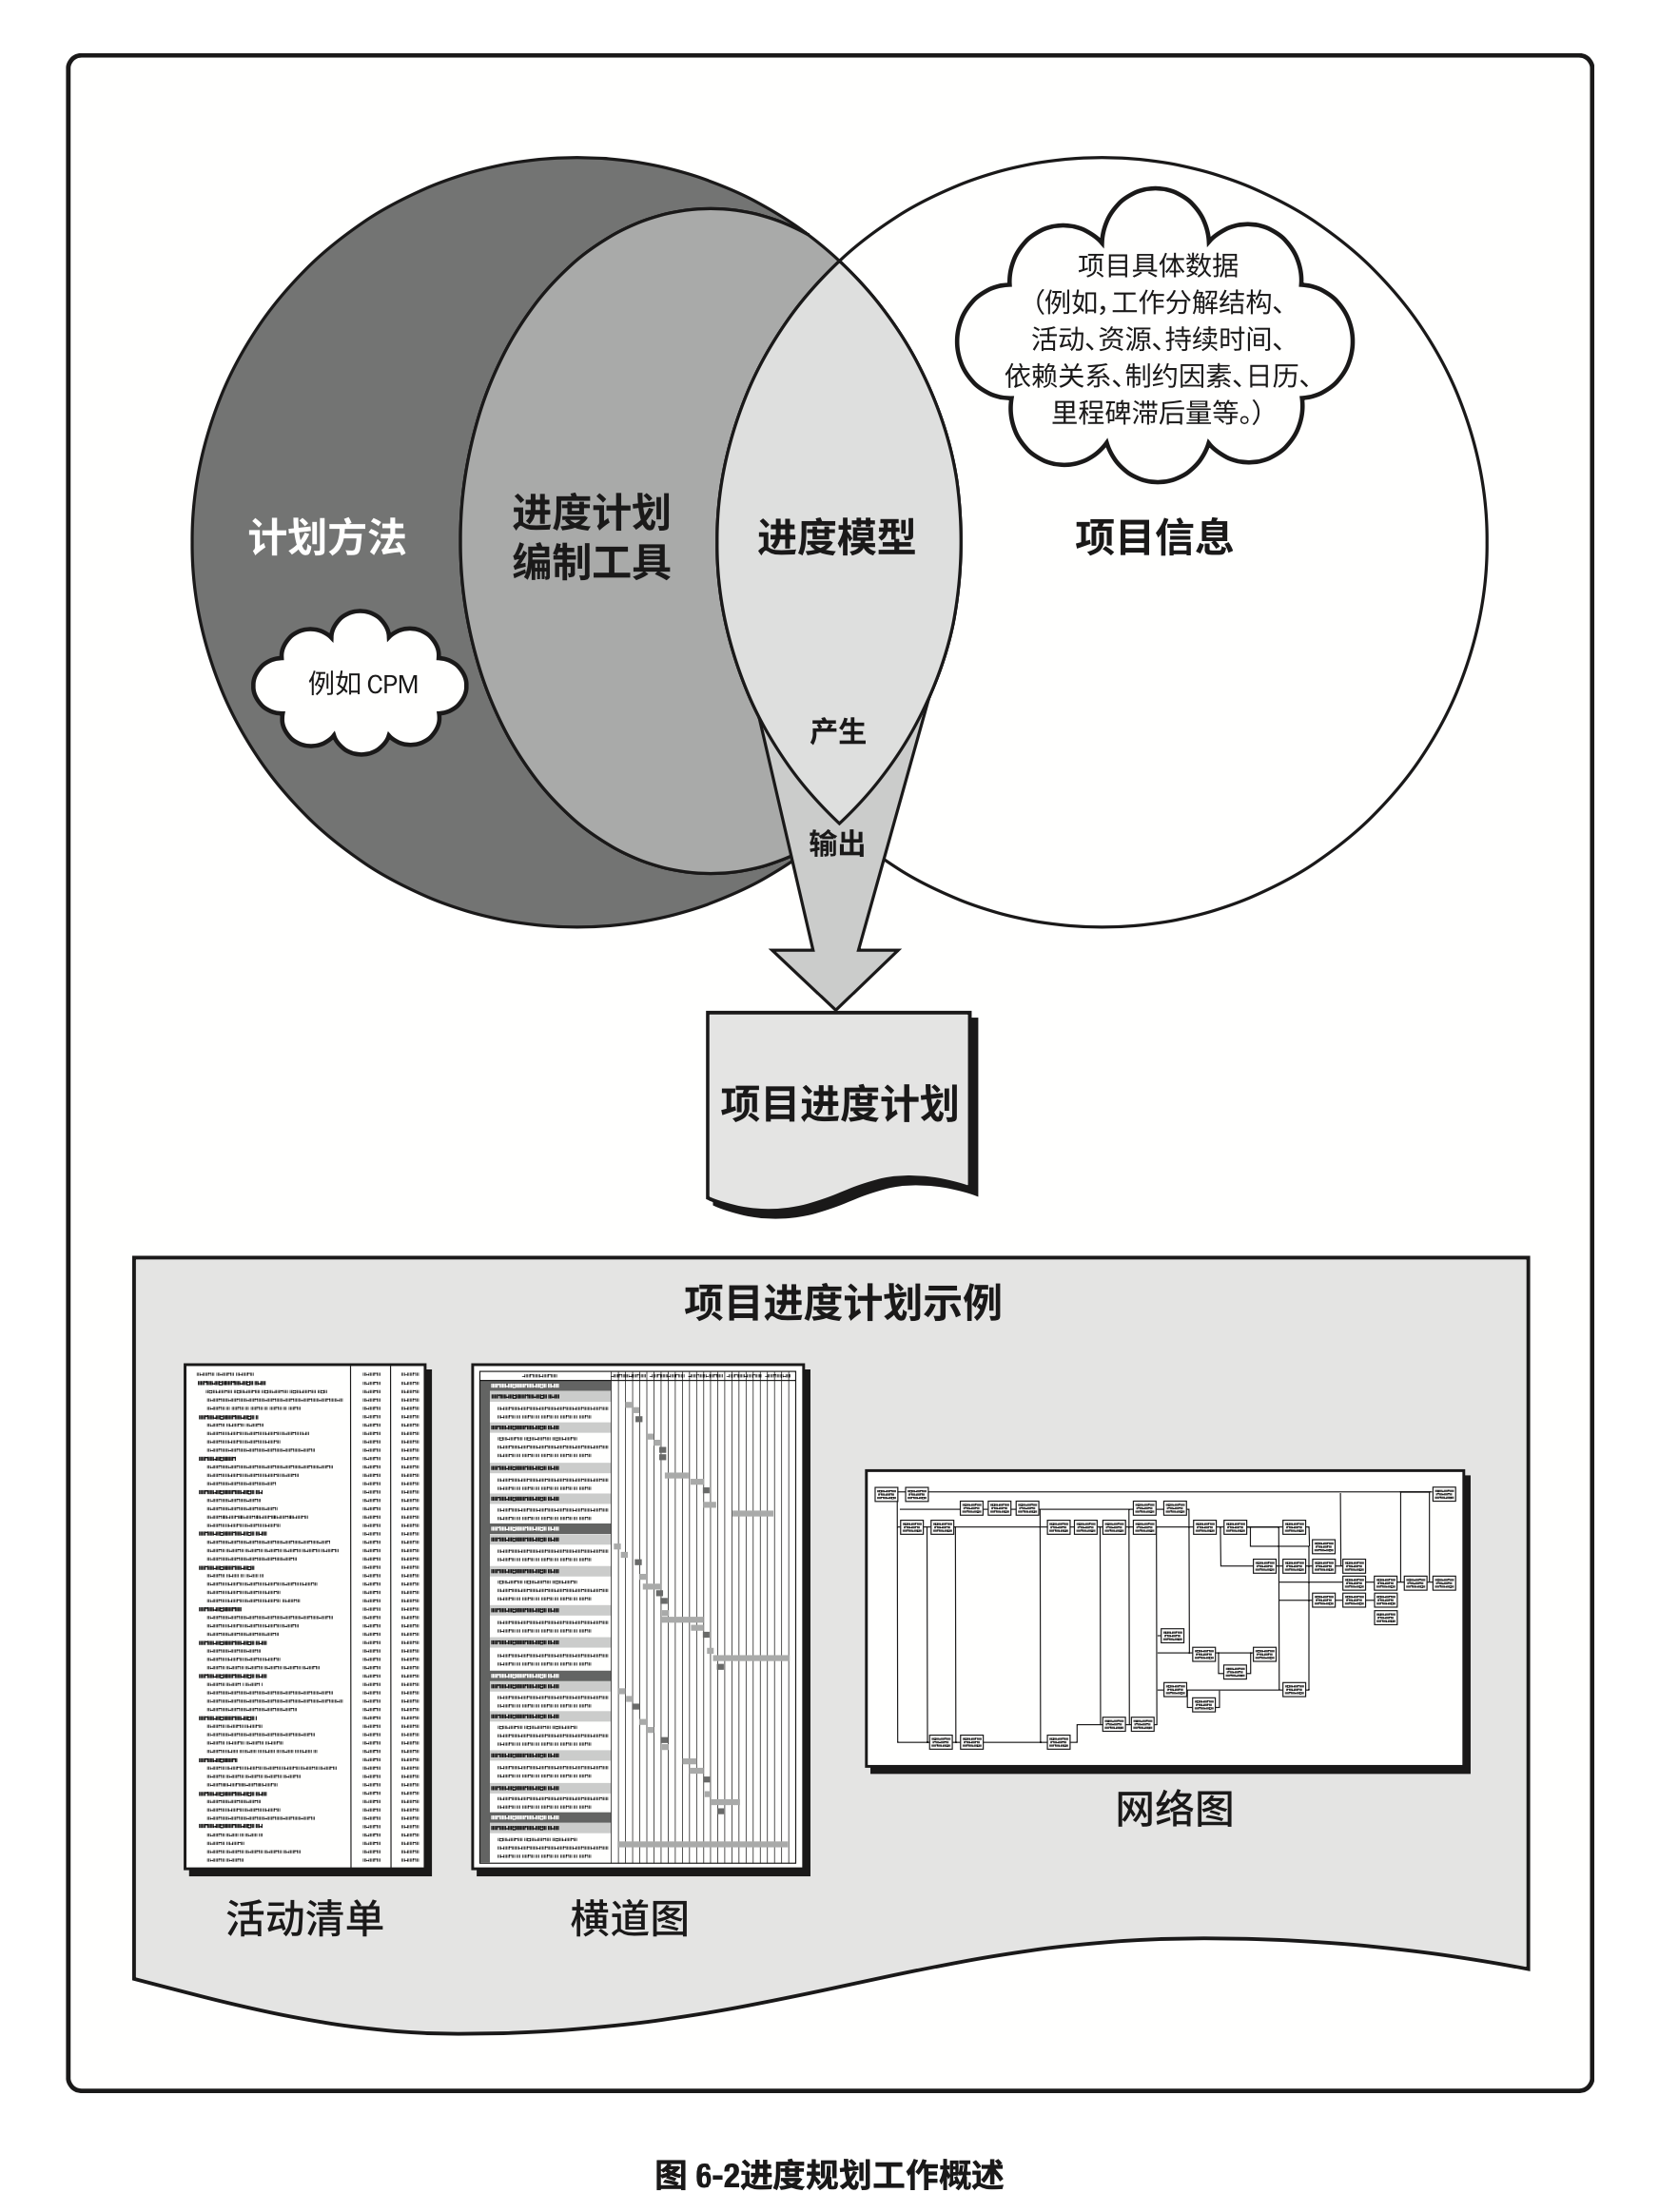 项目具体数据
（例如，工作分解结构、
活动、资源、持续时间、
依赖关系、制约因素、日历、
里程碑滞后量等。）
计划方法
进度计划
编制工具
进度模型
项目信息
例如 CPM
产生
输出
项目进度计划
项目进度计划示例
网络图
活动清单
横道图
图 6-2进度规划工作概述